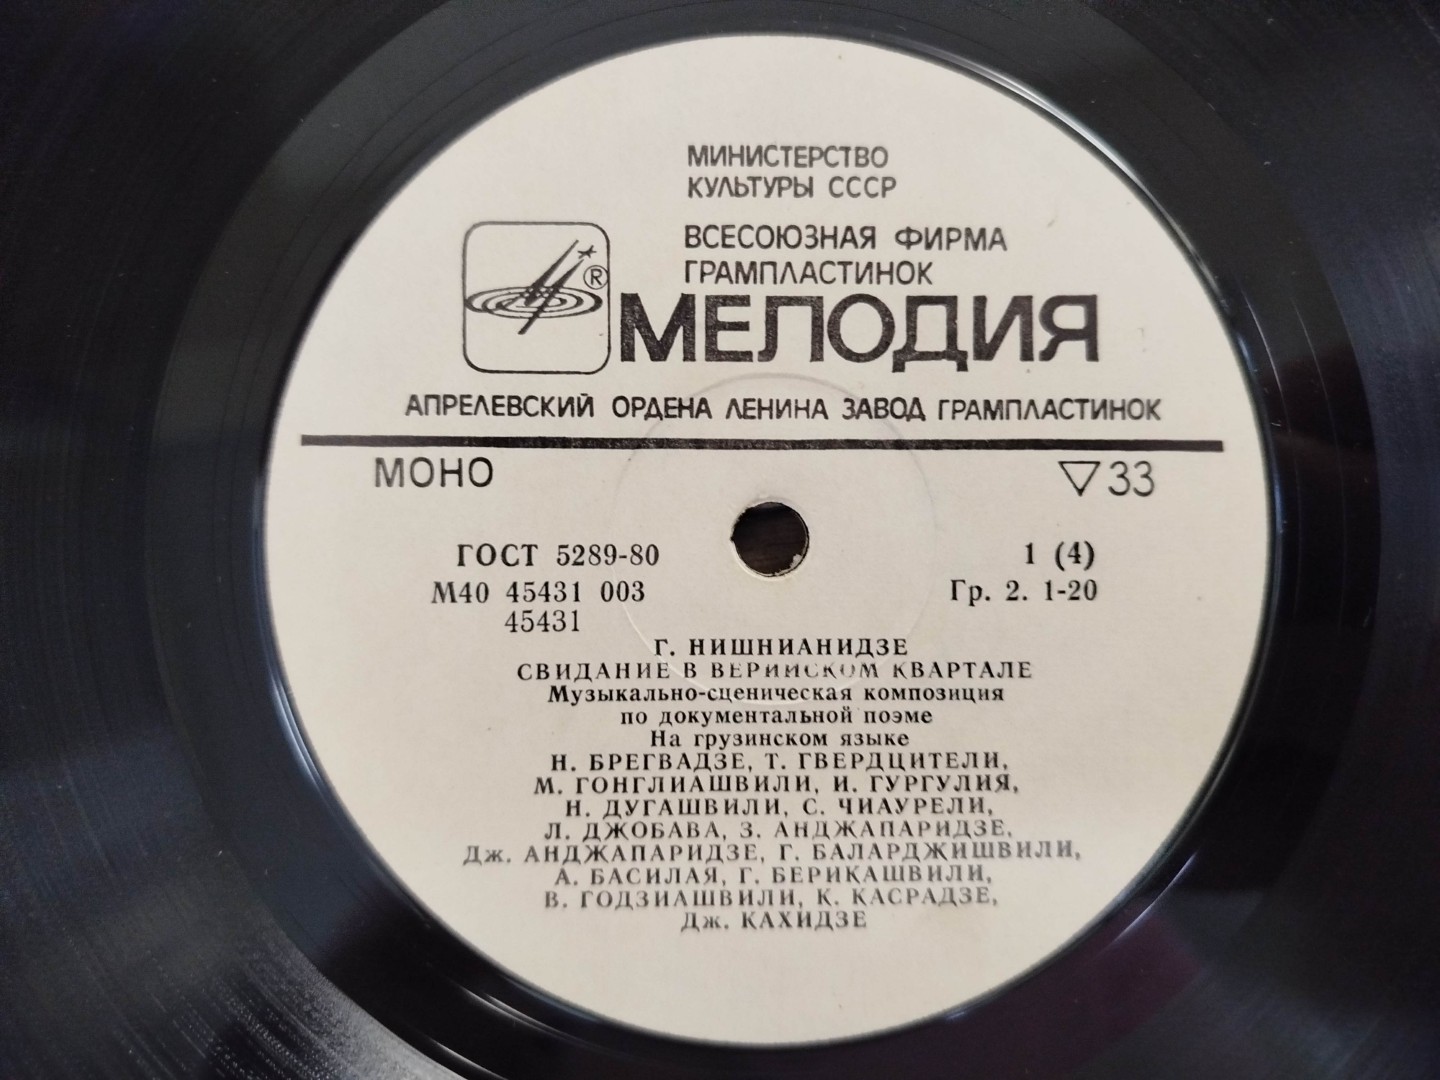 МИНИСТЕРСТВО
КУЛЬТУРЫ СССР
ВСЕСОЮЗНАЯ ФИРМА
ГРАМПЛАСТИНОК
®
МЕЛОДИЯ
АПРЕЛЕВСКИЙ ОРДЕНА ЛЕНИНА ЗАВОД ГРАМПЛАСТИНОК
МОНО ▽33
ГОСТ 5289-80 1 (4)
М40 45431 003 Гр. 2. 1-20
45431
Г. НИШНИАНИДЗЕ
СВИДАНИЕ В ВЕРИЙСКОМ КВАРТАЛЕ
Музыкально-сценическая композиция
по документальной поэме
На грузинском языке
Н. БРЕГВАДЗЕ, Т. ГВЕРДЦИТЕЛИ,
М. ГОНГЛИАШВИЛИ, И. ГУРГУЛИЯ,
Н. ДУГАШВИЛИ, С. ЧИАУРЕЛИ,
Л. ДЖОБАВА, З. АНДЖАПАРИДЗЕ,
Дж. АНДЖАПАРИДЗЕ, Г. БАЛАРДЖИШВИЛИ,
А. БАСИЛАЯ, Г. БЕРИКАШВИЛИ,
В. ГОДЗИАШВИЛИ, К. КАСРАДЗЕ,
Дж. КАХИДЗЕ